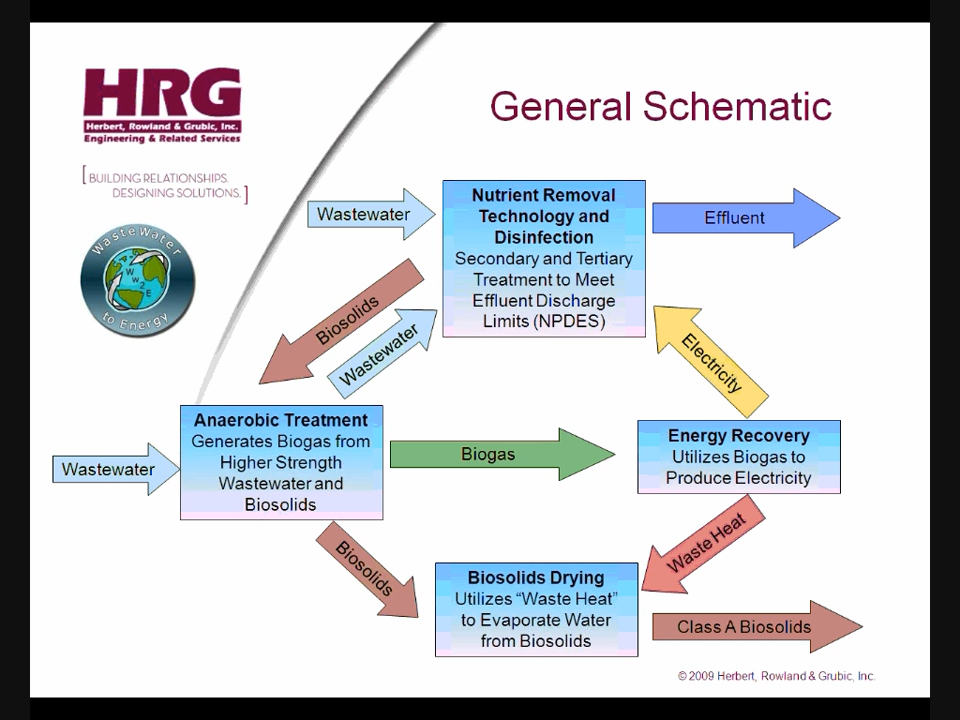 HRG
Herbert, Rowland & Grubic, Inc.
Engineering & Related Services
[BUILDING RELATIONSHIPS.
DESIGNING SOLUTIONS.]
WasteWater
WW2E
to Energy
General Schematic
Wastewater
Nutrient Removal
Technology and
Disinfection
Secondary and Tertiary
Treatment to Meet
Effluent Discharge
Limits (NPDES)
Effluent
Biosolids
Wastewater
Electricity
Wastewater
Anaerobic Treatment
Generates Biogas from
Higher Strength
Wastewater and
Biosolids
Biogas
Energy Recovery
Utilizes Biogas to
Produce Electricity
Biosolids
Waste Heat
Biosolids Drying
Utilizes “Waste Heat”
to Evaporate Water
from Biosolids
Class A Biosolids
© 2009 Herbert, Rowland & Grubic, Inc.